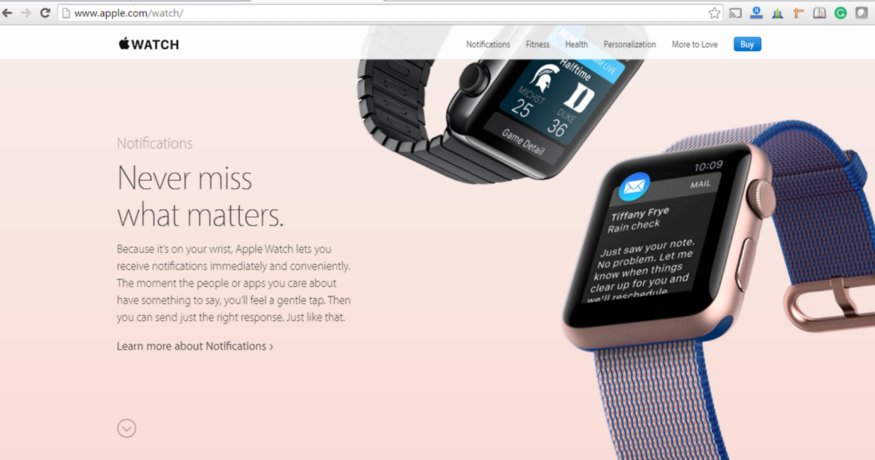 www.apple.com/watch/
WATCH
Notifications Fitness Health Personalization More to Love Buy
LIVE
Halftime
MICHST DUKE
25 36
Game Detail
Notifications
Never miss
what matters.
Because it's on your wrist, Apple Watch lets you
receive notifications immediately and conveniently.
The moment the people or apps you care about
have something to say, you'll feel a gentle tap. Then
you can send just the right response. Just like that.
Learn more about Notifications >
10:09
MAIL
Tiffany Frye
Rain check
Just saw your note.
No problem. Let me
know when things
clear up for you and
we'll reschedule